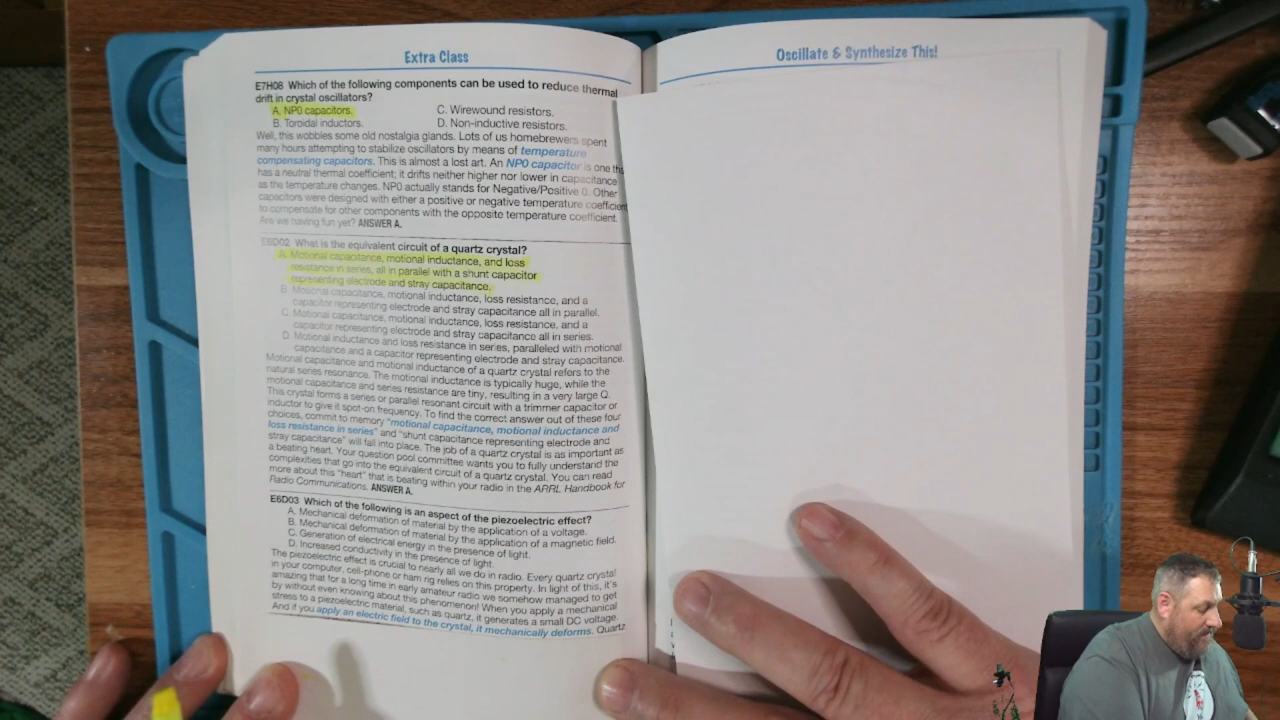 Extra Class
E7H08 Which of the following components can be used to reduce thermal
drift in crystal oscillators?
A. NP0 capacitors.
C. Wirewound resistors.
B. Toroidal inductors.
D. Non-inductive resistors.
Well, this wobbles some old nostalgia glands. Lots of us homebrewers spent
many hours attempting to stabilize oscillators by means of temperature
compensating capacitors. This is almost a lost art. An NP0 capacitor is one
has a neutral thermal coefficient; it drifts neither higher nor lower in capacitance
as the temperature changes. NP0 actually stands for Negative/Positive 0. Other
capacitors were designed with either a positive or negative temperature coefficient
to compensate for other components with the opposite temperature coefficient.
Are we having fun yet? ANSWER A.
E6D02 What is the equivalent circuit of a quartz crystal?
A. Motional capacitance, motional inductance, and loss
resistance in series, all in parallel with a shunt capacitor
representing electrode and stray capacitance.
B. Motional capacitance, motional inductance, loss resistance, and a
capacitor representing electrode and stray capacitance all in parallel.
C. Motional capacitance, motional inductance, loss resistance, and a
capacitor representing electrode and stray capacitance all in series.
D. Motional inductance and loss resistance in series, paralleled with motional
capacitance and a capacitor representing electrode and stray capacitance.
Motional capacitance and motional inductance of a quartz crystal refers to the
natural series resonance. The motional inductance is typically huge, while the
motional capacitance and series resistance are tiny, resulting in a very large Q.
This crystal forms a series or parallel resonant circuit with a trimmer capacitor or
inductor to give it spot-on frequency. To find the correct answer out of these four
choices, commit to memory "motional capacitance, motional inductance and
loss resistance in series" and "shunt capacitance representing electrode and
stray capacitance" will fall into place. The job of a quartz crystal is as important as
a beating heart. Your question pool committee wants you to fully understand the
complexities that go into the equivalent circuit of a quartz crystal. You can read
more about this "heart" that is beating within your radio in the ARRL Handbook for
Radio Communications. ANSWER A.
E6D03 Which of the following is an aspect of the piezoelectric effect?
A. Mechanical deformation of material by the application of a voltage.
B. Mechanical deformation of material by the application of a magnetic field.
C. Generation of electrical energy in the presence of light.
D. Increased conductivity in the presence of light.
The piezoelectric effect is crucial to nearly all we do in radio. Every quartz crystal
in your computer, cell-phone or ham rig relies on this property. In light of this, it's
amazing that for a long time in early amateur radio we somehow managed to get
by without even knowing about this phenomenon! When you apply a mechanical
stress to a piezoelectric material, such as quartz, it generates a small DC voltage.
And if you apply an electric field to the crystal, it mechanically deforms. Quartz
Oscillate & Synthesize This!